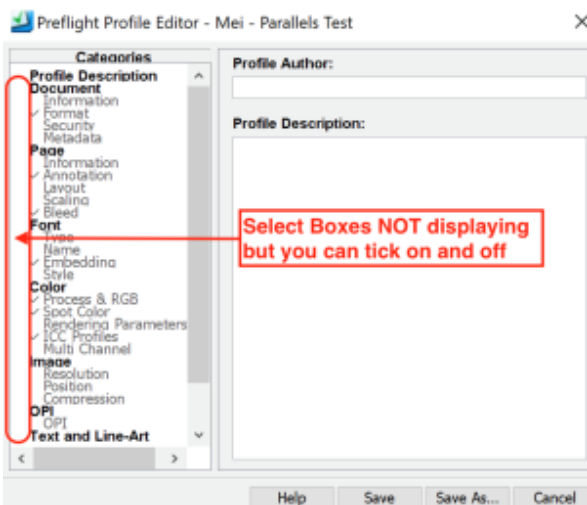 Preflight Profile Editor - Mei - Parallels Test
Categories
Profile Description
Document
Information
Format
Security
Metadata
Page
Information
Annotation
Layout
Scaling
Bleed
Font
Type
Name
Embedding
Style
Color
Process & RGB
Spot Color
Rendering Parameters
ICC Profiles
Multi Channel
Image
Resolution
Position
Compression
OPI
OPI
Text and Line-Art
Profile Author:
Profile Description:
Select Boxes NOT displaying
but you can tick on and off
Help Save Save As... Cancel